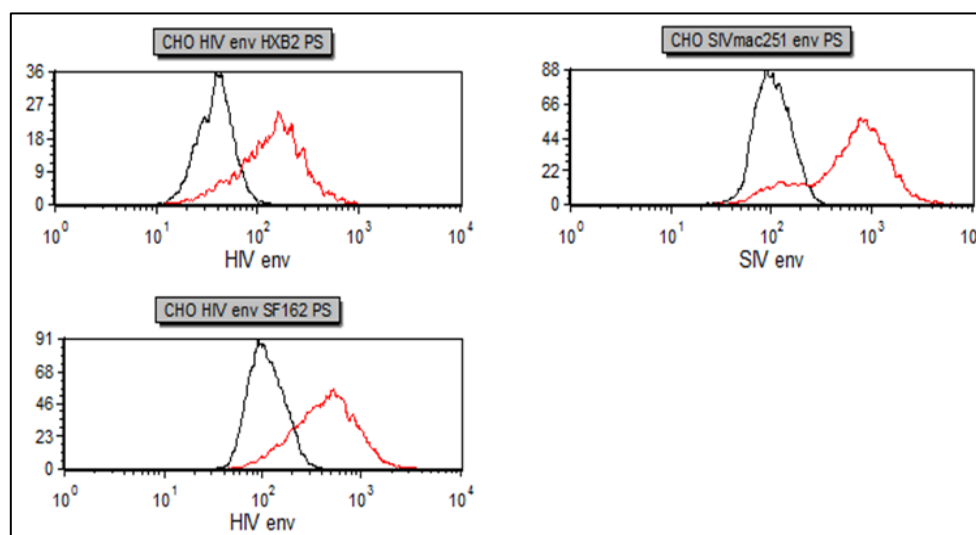 CHO HIV env HXB2 PS
36
27
18
9
0
10^0 10^1 10^2 10^3 10^4
HIV env
CHO SIVmac251 env PS
88
66
44
22
0
10^0 10^1 10^2 10^3 10^4
SIV env
CHO HIV env SF162 PS
91
68
46
23
0
10^0 10^1 10^2 10^3 10^4
HIV env